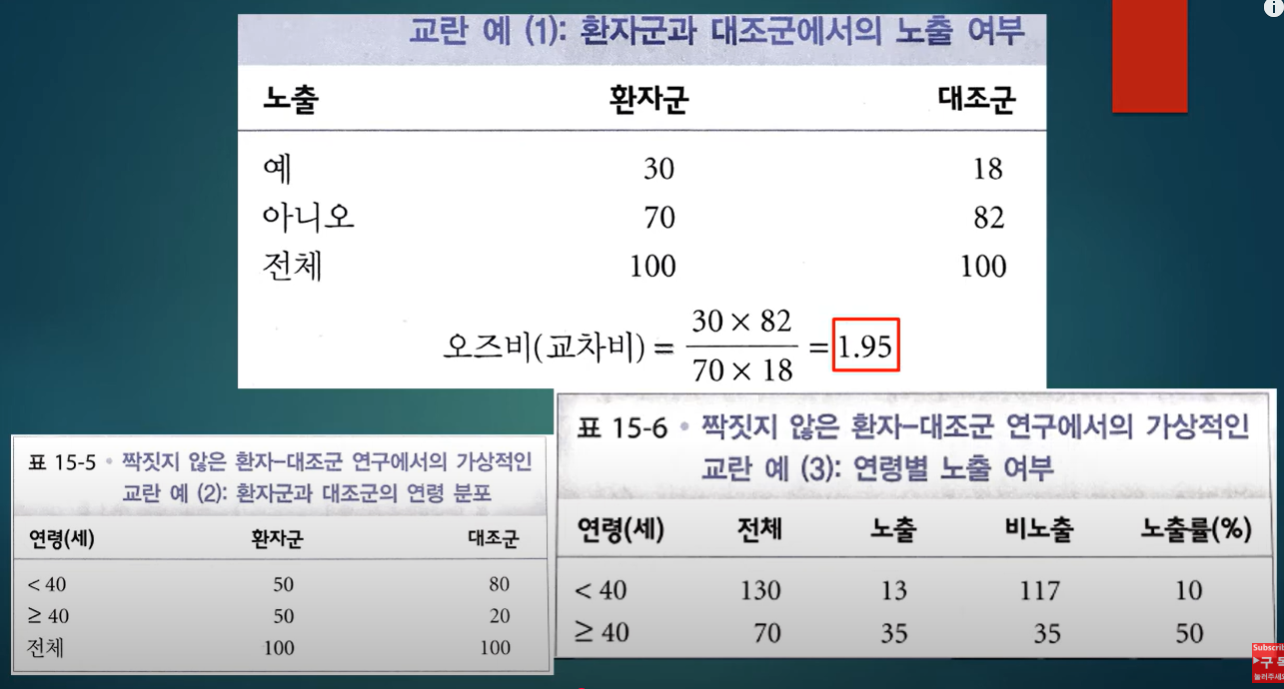 교란 예 (1): 환자군과 대조군에서의 노출 여부
노출 환자군 대조군
예 30 18
아니오 70 82
전체 100 100
오즈비(교차비) = 30 × 82 / 70 × 18 = 1.95
표 15-5 • 짝짓지 않은 환자–대조군 연구에서의 가상적인
교란 예 (2): 환자군과 대조군의 연령 분포
연령(세) 환자군 대조군
< 40 50 80
≥ 40 50 20
전체 100 100
표 15-6 • 짝짓지 않은 환자–대조군 연구에서의 가상적인
교란 예 (3): 연령별 노출 여부
연령(세) 전체 노출 비노출 노출률(%)
< 40 130 13 117 10
≥ 40 70 35 35 50